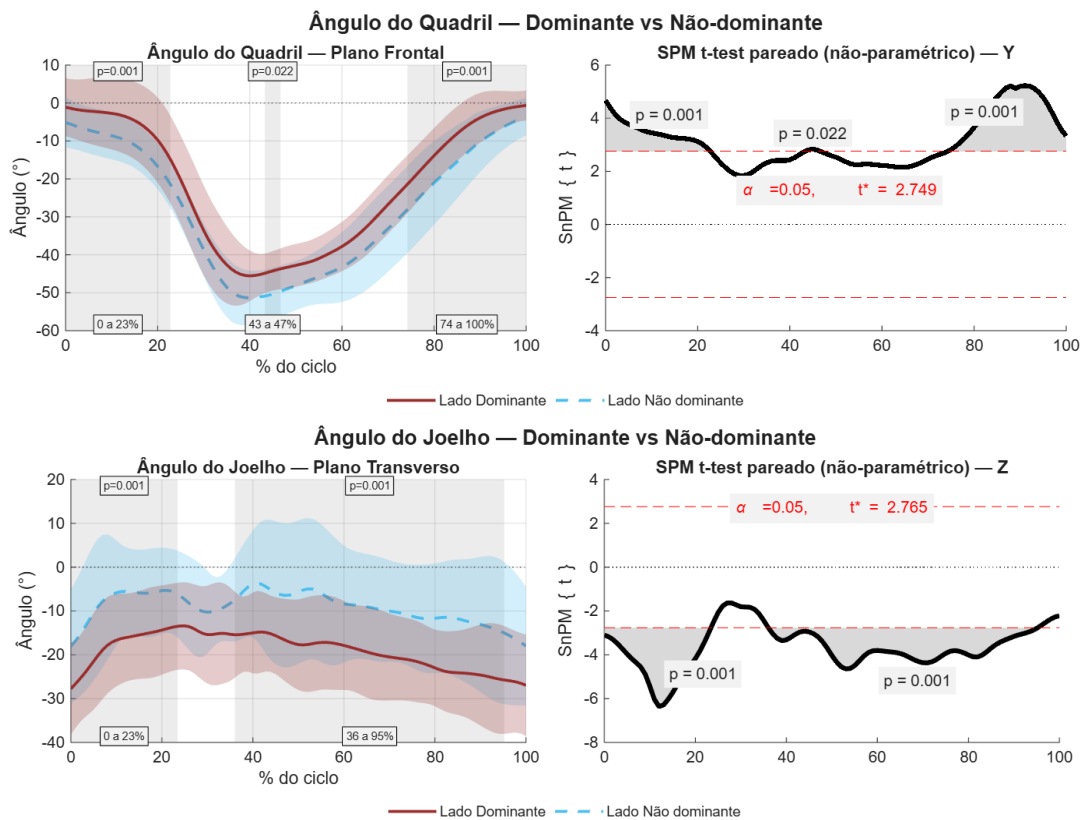 Ângulo do Quadril — Dominante vs Não-dominante
Ângulo do Quadril — Plano Frontal
SPM t-test pareado (não-paramétrico) — Y
10
0
-10
-20
-30
-40
-50
-60
Ângulo (°)
p=0.001
p=0.022
p=0.001
0 a 23%
43 a 47%
74 a 100%
0
20
40
60
80
100
% do ciclo
6
4
2
0
-2
-4
SnPM { t }
p = 0.001
p = 0.022
p = 0.001
α =0.05, t* = 2.749
0
20
40
60
80
100
Lado Dominante
Lado Não dominante
Ângulo do Joelho — Dominante vs Não-dominante
Ângulo do Joelho — Plano Transverso
SPM t-test pareado (não-paramétrico) — Z
20
10
0
-10
-20
-30
-40
Ângulo (°)
p=0.001
p=0.001
0 a 23%
36 a 95%
0
20
40
60
80
100
% do ciclo
4
2
0
-2
-4
-6
-8
SnPM { t }
α =0.05, t* = 2.765
p = 0.001
p = 0.001
0
20
40
60
80
100
Lado Dominante
Lado Não dominante